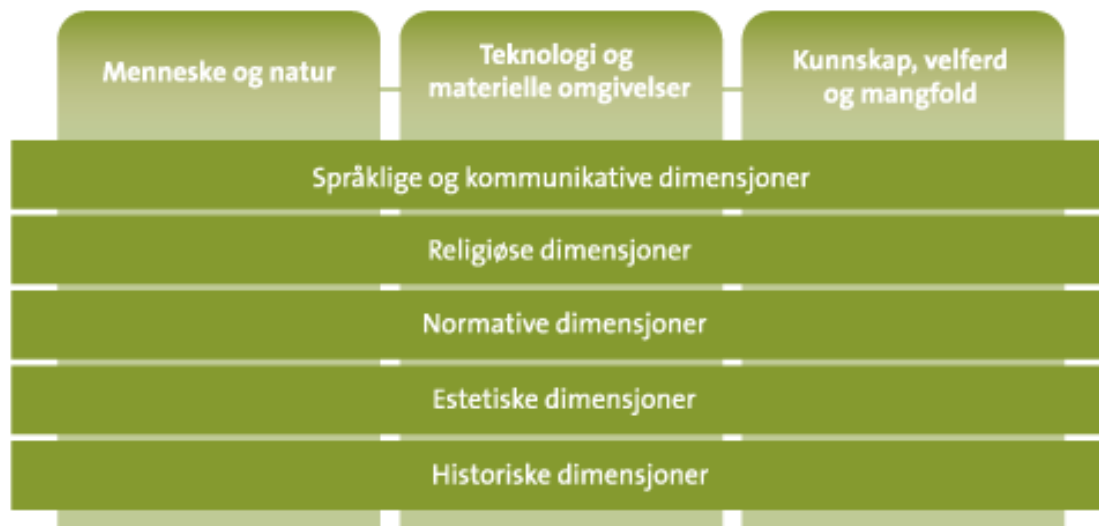 Menneske og natur
Teknologi og
materielle omgivelser
Kunnskap, velferd
og mangfold
Språklige og kommunikative dimensjoner
Religiøse dimensjoner
Normative dimensjoner
Estetiske dimensjoner
Historiske dimensjoner